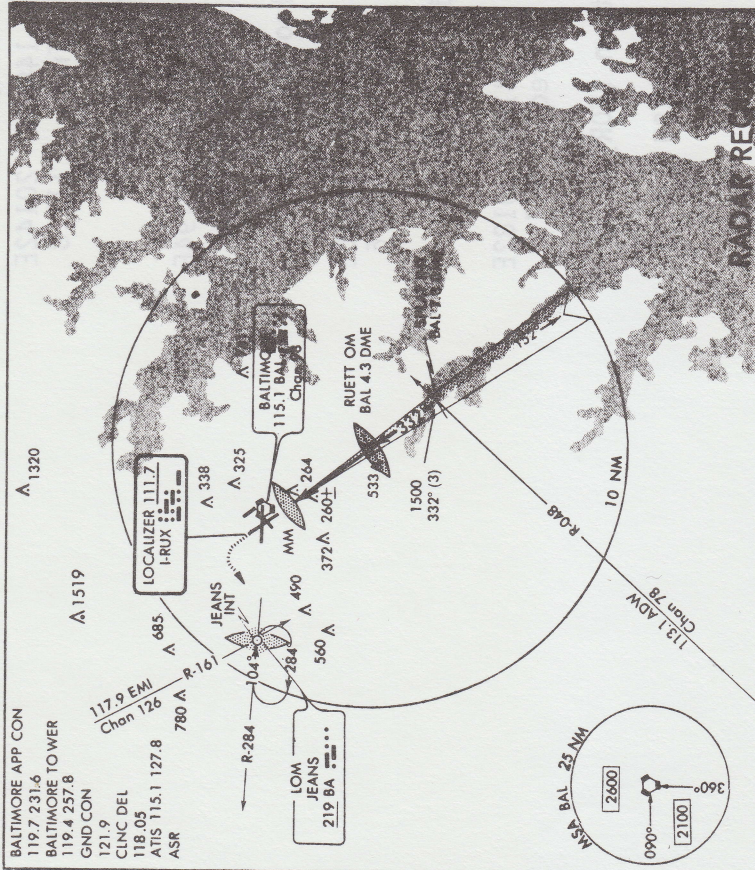 BALTIMORE APP CON
119.7 231.6
BALTIMORE TOWER
119.4 257.8
GND CON
121.9
CLNC DEL
118.05
ATIS 115.1 127.8
ASR
1320
1519
LOCALIZER 111.7
I-RUX
338
325
685
117.9 EMI
Chan 126
R-161
780
BALTIMORE
115.1 BAL
Chan
JEANS
INT
MM
264
260±
372
490
560
104°
284
R-284
LOM
JEANS
219 BA
RUETT OM
BAL 4.3 DME
533
332°
152°
1500
332° (3)
BAL DME
10 NM
R-048
113.1 ADW
Chan 78
MSA BAL 25 NM
2600
2100
090°
360°
RADAR